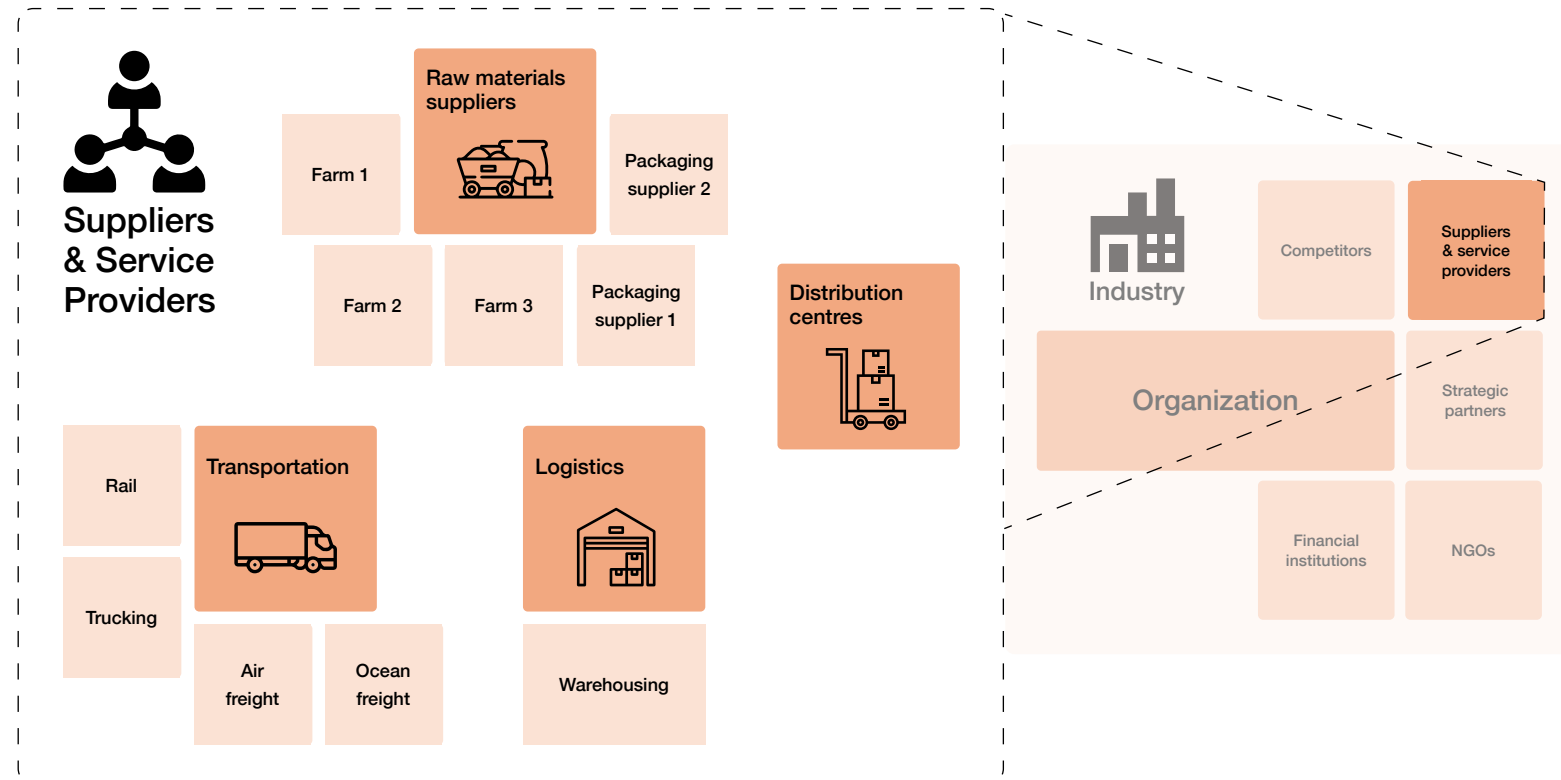 Suppliers
& Service
Providers
Raw materials
suppliers
Farm 1
Packaging
supplier 2
Farm 2
Farm 3
Packaging
supplier 1
Distribution
centres
Rail
Transportation
Logistics
Trucking
Air
freight
Ocean
freight
Warehousing
Industry
Competitors
Suppliers
& service
providers
Organization
Strategic
partners
Financial
institutions
NGOs